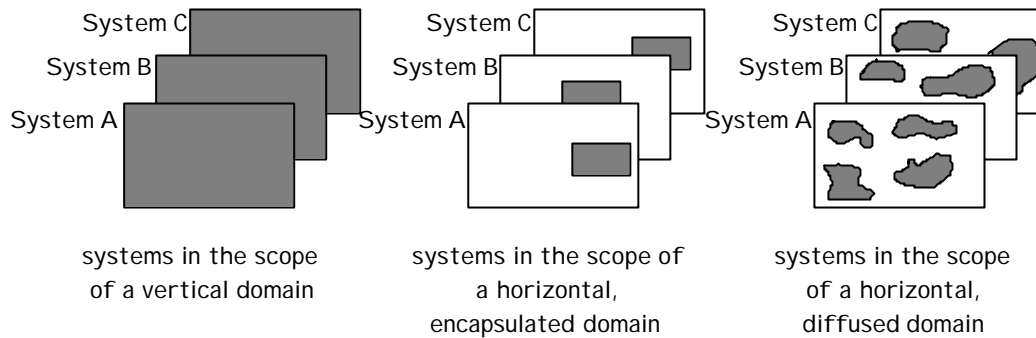 System C
System B
System A
systems in the scope
of a vertical domain
System C
System B
System A
systems in the scope of
a horizontal,
encapsulated domain
System C
System B
System A
systems in the scope
of a horizontal,
diffused domain